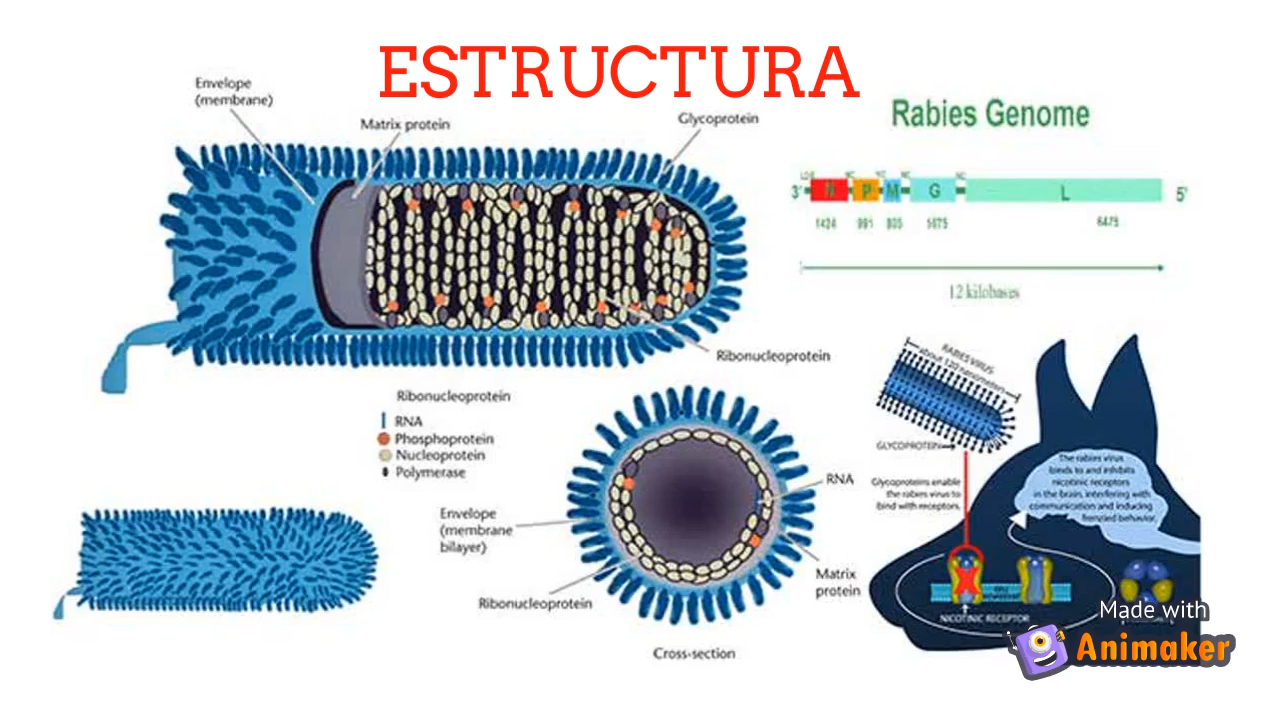 ESTRUCTURA
Envelope
(membrane)
Matrix protein
Glycoprotein
Ribonucleoprotein
Ribonucleoprotein
RNA
Phosphoprotein
Nucleoprotein
Polymerase
Envelope
(membrane
bilayer)
Ribonucleoprotein
RNA
Matrix
protein
Cross-section
Rabies Genome
3'
N
P
M
G
L
5'
1424
991
805
1675
6475
12 kilobases
RABIES VIRUS
about 120 nanometers
GLYCOPROTEIN
Glycoproteins enable
the rabies virus to
bind with receptors.
The rabies virus
binds to and inhibits
nicotinic receptors
in the brain, interfering with
communication and inducing
frenzied behavior.
NICOTINIC RECEPTOR
Made with
Animaker